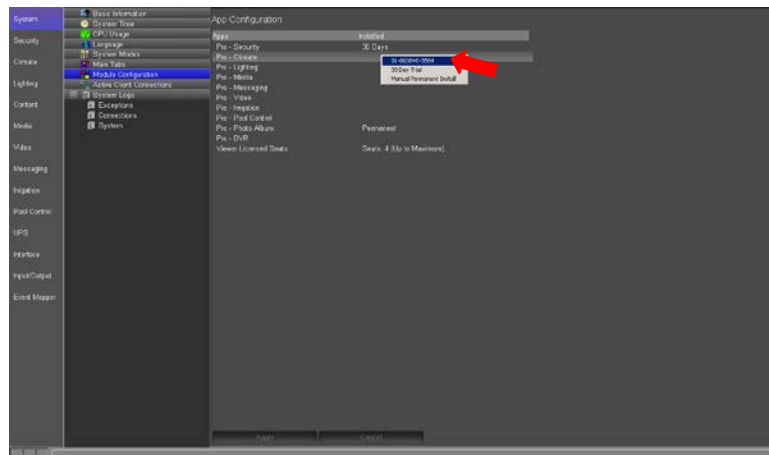 System
Security
Climate
Lighting
Content
Media
Video
Messaging
Irrigation
Pool Control
UPS
Interface
Input/Output
Event Mapper
Basic Information
System Time
CPU Usage
Language
System Modes
Main Tabs
Module Configuration
Active Client Connections
System Logs
Exceptions
Connections
System
App Configuration
Apps Installed
Pro - Security 30 Days
Pro - Climate
Pro - Lighting
Pro - Media
Pro - Messaging
Pro - Video
Pro - Irrigation
Pro - Pool Control
Pro - Photo Album Permanent
Pro - DVR
Viewer Licensed Seats Seats: 4 (Up to Maximum)
30 Day Trial
Manual Permanent Install
Apply Cancel